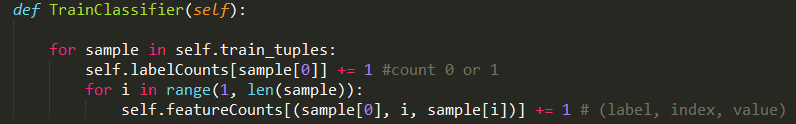 def TrainClassifier(self):
for sample in self.train_tuples:
self.labelCounts[sample[0]] += 1 #count 0 or 1
for i in range(1, len(sample)):
self.featureCounts[(sample[0], i, sample[i])] += 1 # (label, index, value)